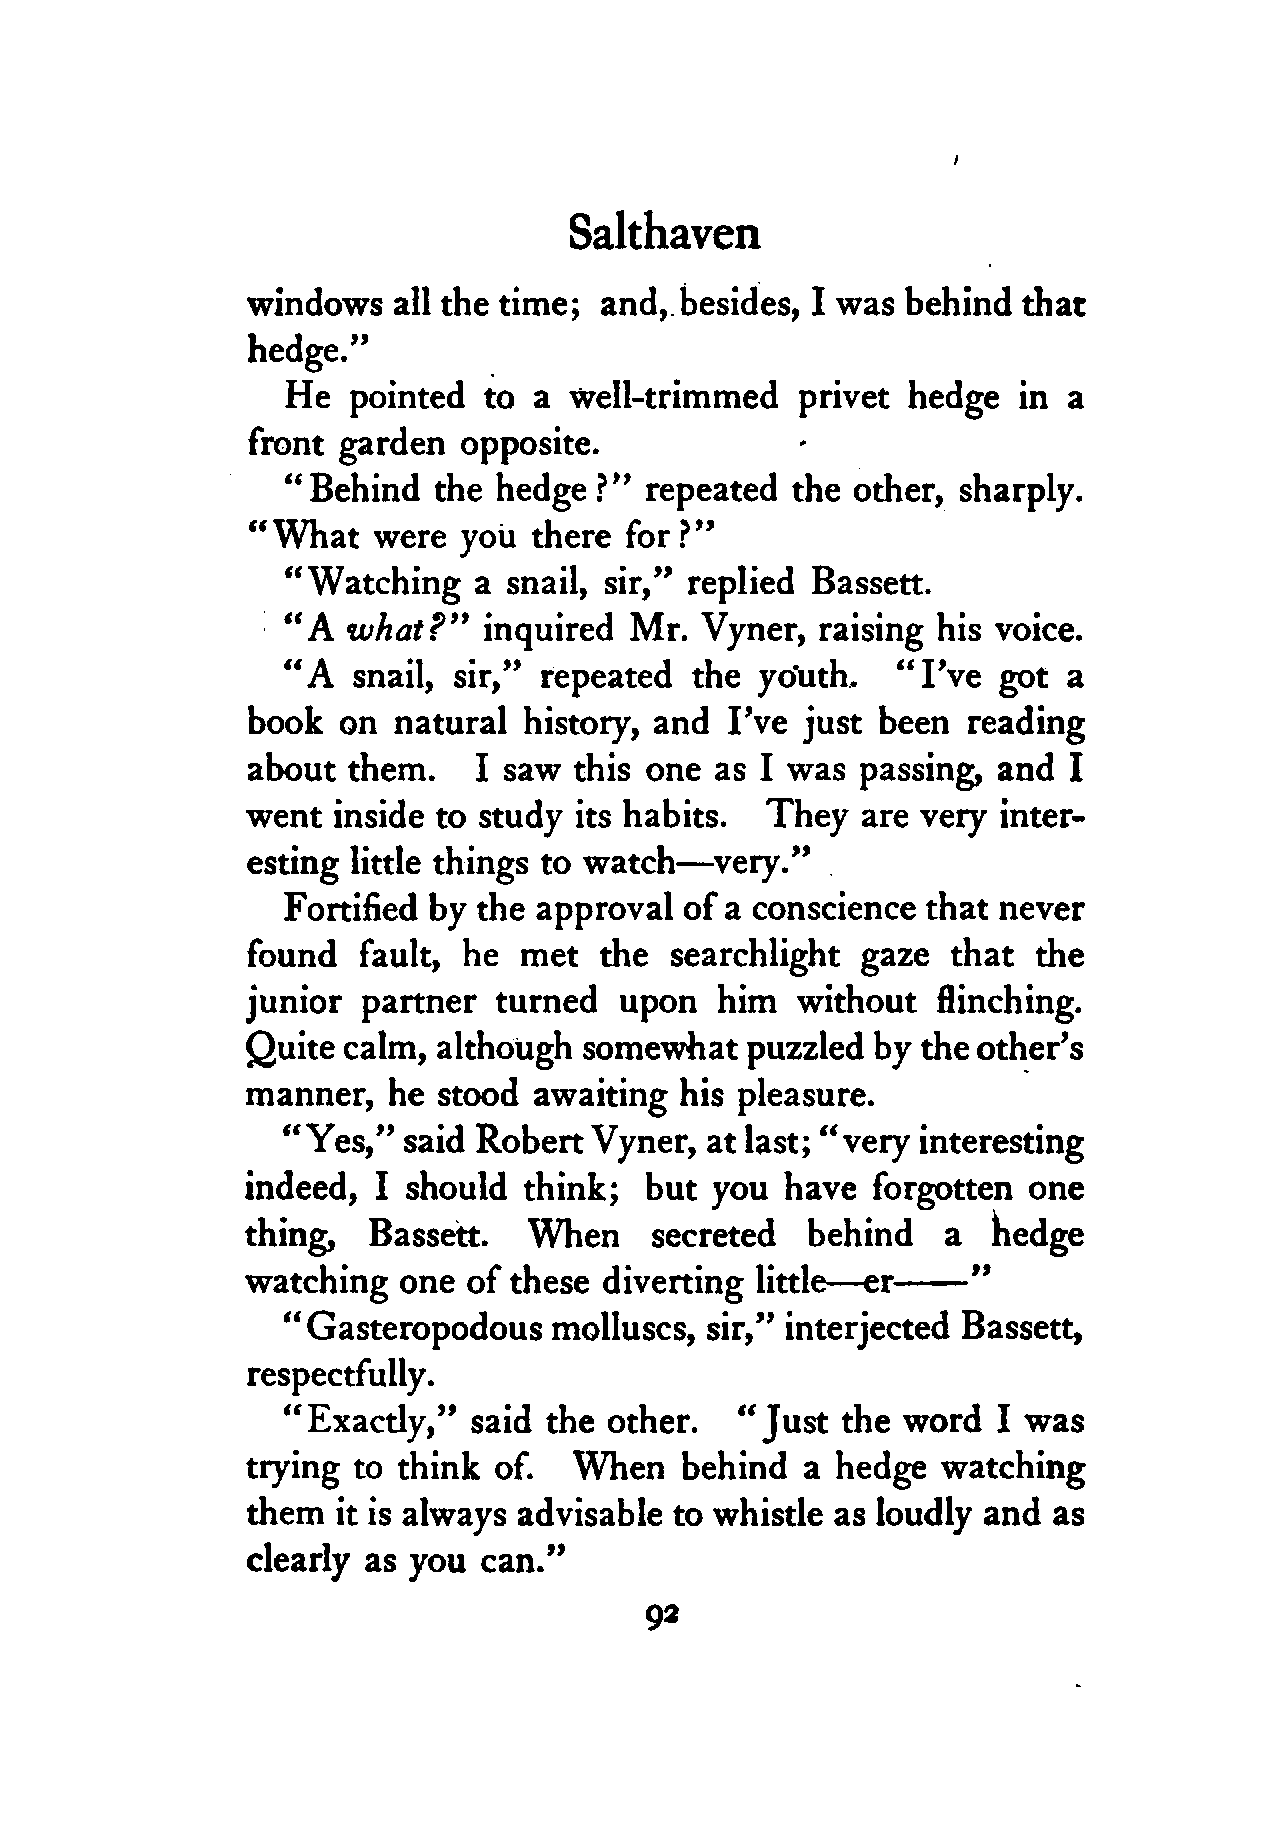 Salthaven
windows all the time; and, besides, I was behind that
hedge."
He pointed to a well-trimmed privet hedge in a
front garden opposite.
"Behind the hedge?" repeated the other, sharply.
"What were you there for?"
"Watching a snail, sir," replied Bassett.
"A what?" inquired Mr. Vyner, raising his voice.
"A snail, sir," repeated the youth. "I've got a
book on natural history, and I've just been reading
about them. I saw this one as I was passing, and I
went inside to study its habits. They are very inter-
esting little things to watch—very."
Fortified by the approval of a conscience that never
found fault, he met the searchlight gaze that the
junior partner turned upon him without flinching.
Quite calm, although somewhat puzzled by the other's
manner, he stood awaiting his pleasure.
"Yes," said Robert Vyner, at last; "very interesting
indeed, I should think; but you have forgotten one
thing, Bassett. When secreted behind a hedge
watching one of these diverting little—er——"
"Gasteropodous molluscs, sir," interjected Bassett,
respectfully.
"Exactly," said the other. "Just the word I was
trying to think of. When behind a hedge watching
them it is always advisable to whistle as loudly and as
clearly as you can."
92